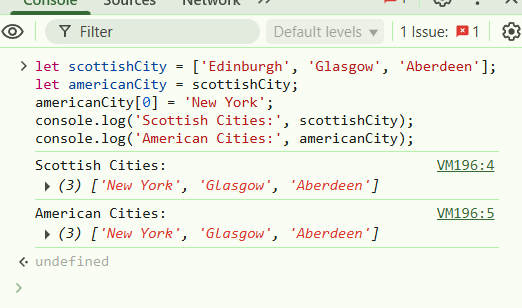 Console Sources Network »
Filter Default levels ▼ 1 Issue: 1
> let scottishCity = ['Edinburgh', 'Glasgow', 'Aberdeen'];
let americanCity = scottishCity;
americanCity[0] = 'New York';
console.log('Scottish Cities:', scottishCity);
console.log('American Cities:', americanCity);
Scottish Cities: VM196:4
▶ (3) ['New York', 'Glasgow', 'Aberdeen']
American Cities: VM196:5
▶ (3) ['New York', 'Glasgow', 'Aberdeen']
undefined
>